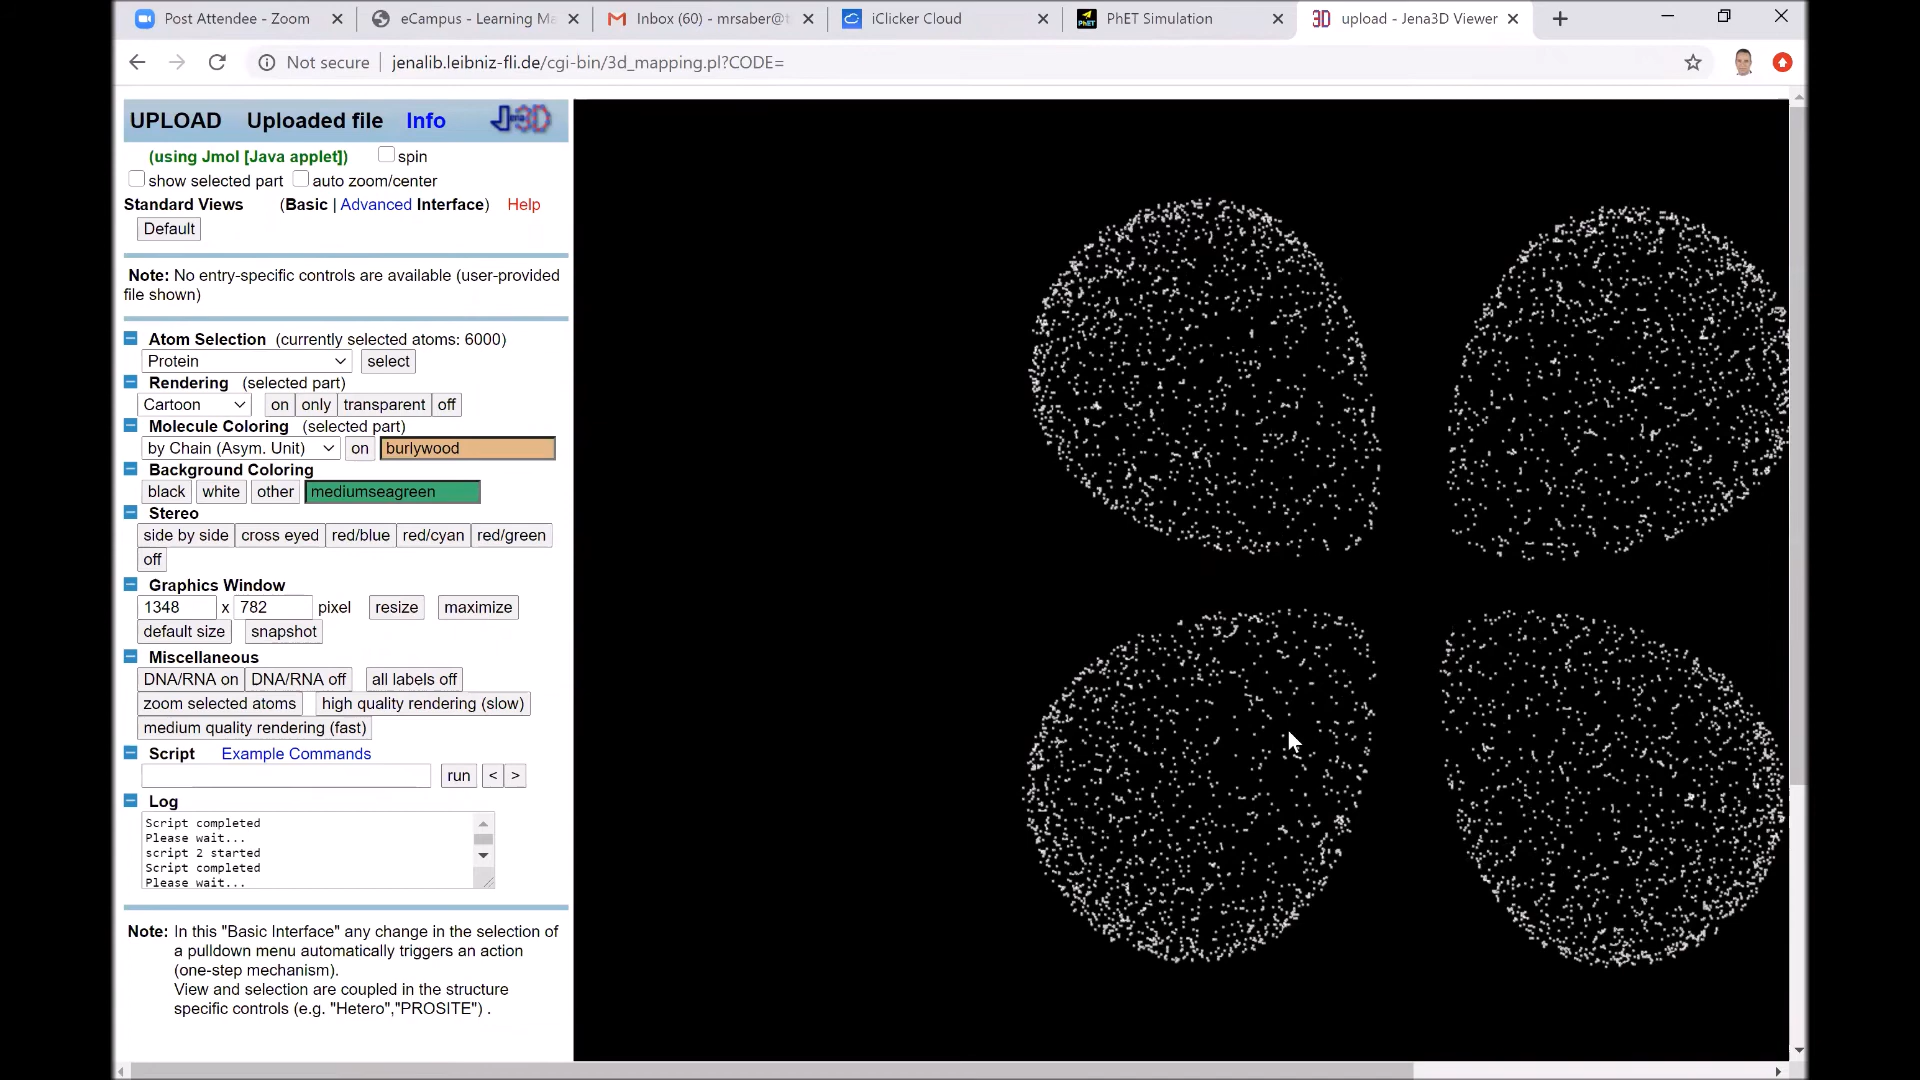 Post Attendee - Zoom
eCampus - Learning Ma
Inbox (60) - mrsaber@t
iClicker Cloud
PhET Simulation
3D upload - Jena3D Viewer
Not secure | jenalib.leibniz-fli.de/cgi-bin/3d_mapping.pl?CODE=
UPLOAD Uploaded file Info Jena3D
(using Jmol [Java applet]) spin
show selected part auto zoom/center
Standard Views (Basic | Advanced Interface) Help
Default
Note: No entry-specific controls are available (user-provided
file shown)
Atom Selection (currently selected atoms: 6000)
Protein select
Rendering (selected part)
Cartoon on only transparent off
Molecule Coloring (selected part)
by Chain (Asym. Unit) on burlywood
Background Coloring
black white other mediumseagreen
Stereo
side by side cross eyed red/blue red/cyan red/green
off
Graphics Window
1348 x 782 pixel resize maximize
default size snapshot
Miscellaneous
DNA/RNA on DNA/RNA off all labels off
zoom selected atoms high quality rendering (slow)
medium quality rendering (fast)
Script Example Commands
run < >
Log
Script completed
Please wait...
script 2 started
Script completed
Please wait...
Note: In this "Basic Interface" any change in the selection of
a pulldown menu automatically triggers an action
(one-step mechanism).
View and selection are coupled in the structure
specific controls (e.g. "Hetero","PROSITE") .